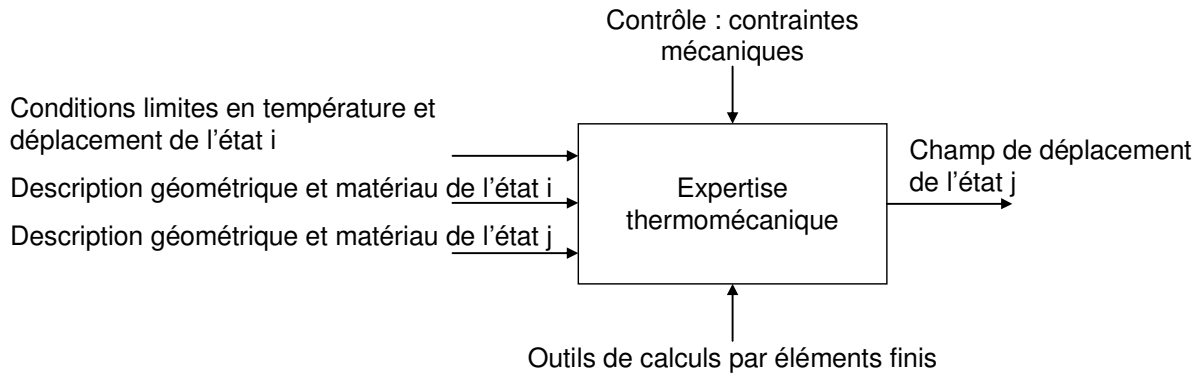 Contrôle : contraintes
mécaniques
Conditions limites en température et
déplacement de l'état i
Description géométrique et matériau de l'état i
Description géométrique et matériau de l'état j
Expertise
thermomécanique
Champ de déplacement
de l'état j
Outils de calculs par éléments finis